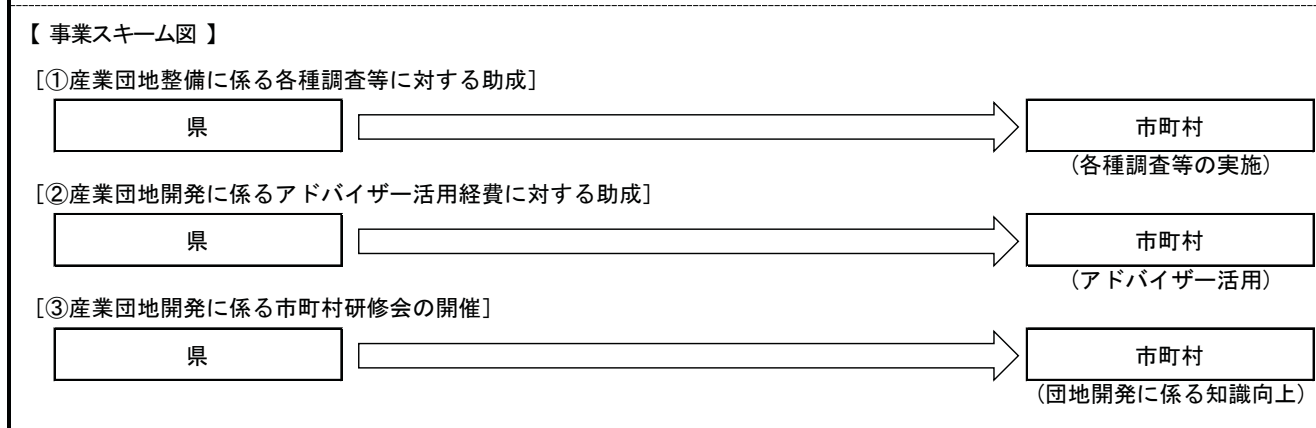 【 事業スキーム図 】
［①産業団地整備に係る各種調査等に対する助成］
県 市町村
（各種調査等の実施）
［②産業団地開発に係るアドバイザー活用経費に対する助成］
県 市町村
（アドバイザー活用）
［③産業団地開発に係る市町村研修会の開催］
県 市町村
（団地開発に係る知識向上）